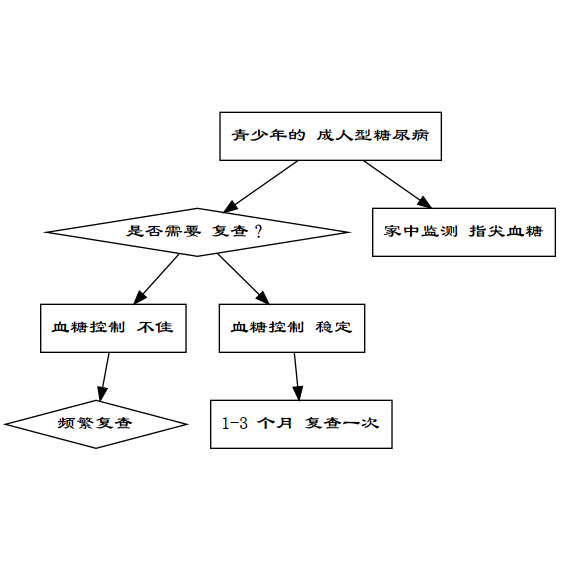 青少年的 成人型糖尿病
是否需要 复查？
家中监测 指尖血糖
血糖控制 不佳
血糖控制 稳定
频繁复查
1-3 个月 复查一次